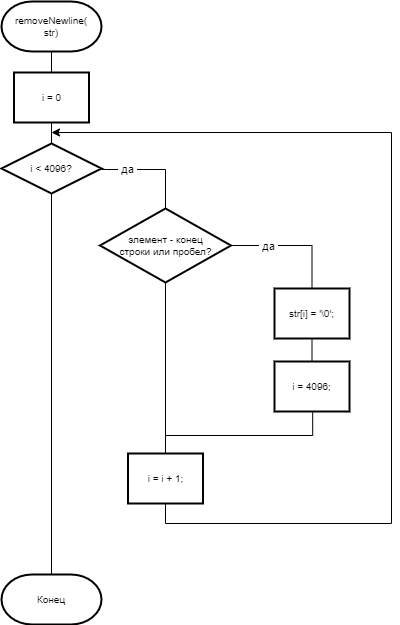 removeNewline(
str)
i = 0
i < 4096?
да
элемент - конец
строки или пробел?
да
str[i] = '\0';
i = 4096;
i = i + 1;
Конец